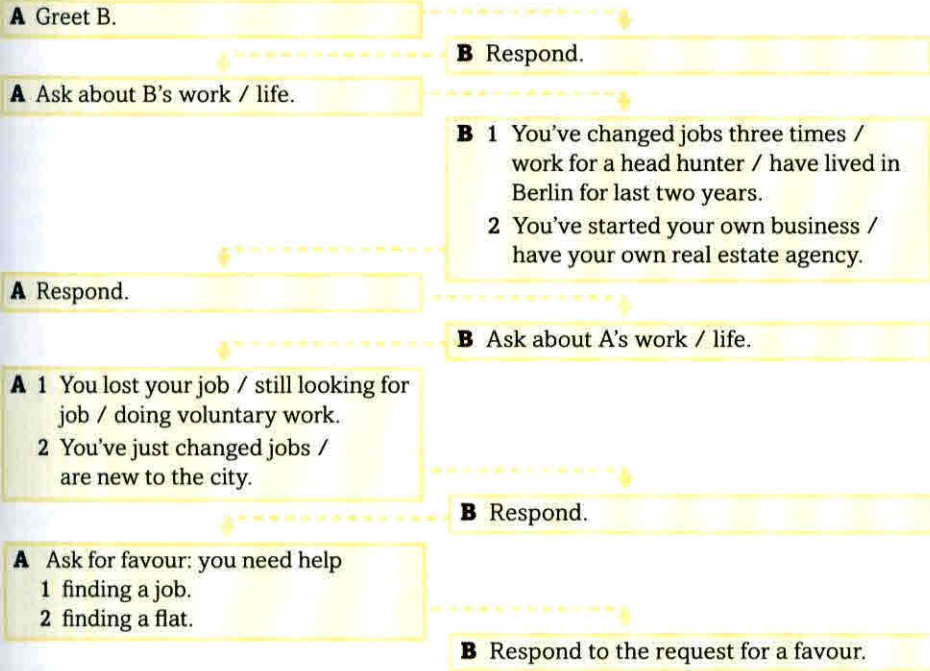 A Greet B.
B Respond.
A Ask about B's work / life.
B 1 You've changed jobs three times /
work for a head hunter / have lived in
Berlin for last two years.
2 You've started your own business /
have your own real estate agency.
A Respond.
B Ask about A's work / life.
A 1 You lost your job / still looking for
job / doing voluntary work.
2 You've just changed jobs /
are new to the city.
B Respond.
A Ask for favour: you need help
1 finding a job.
2 finding a flat.
B Respond to the request for a favour.